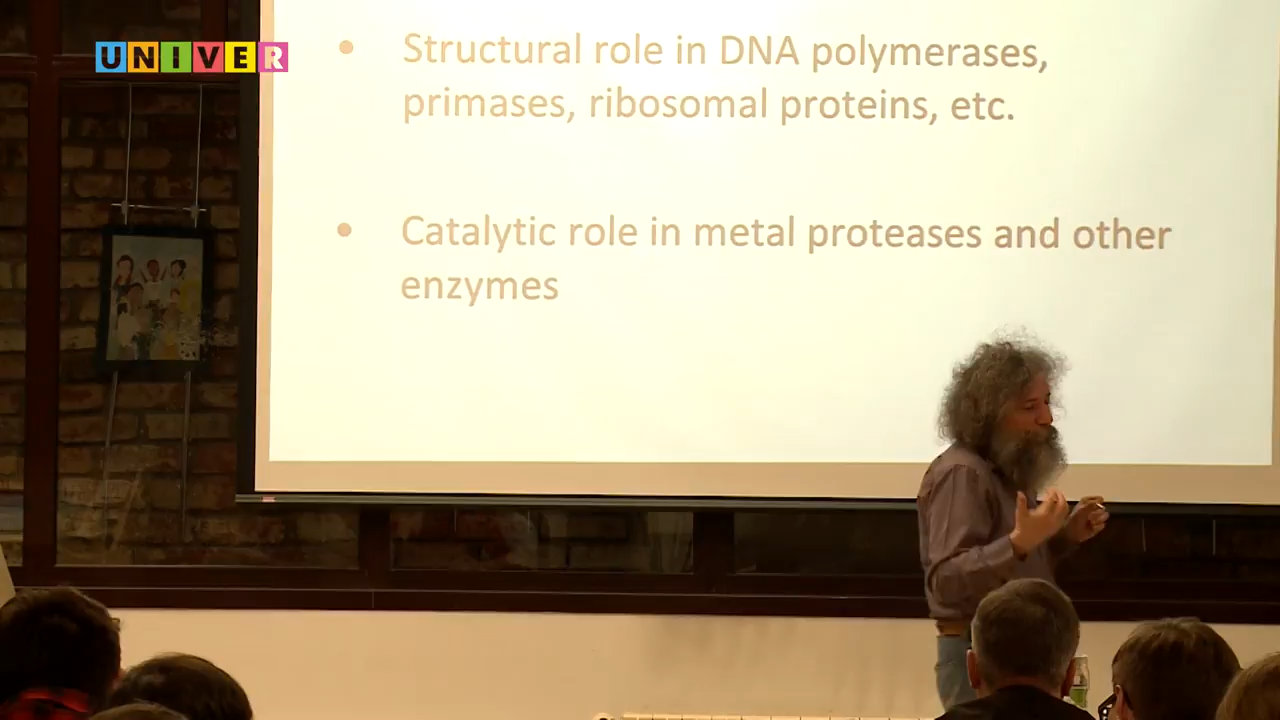 UNIVER
• Structural role in DNA polymerases,
primases, ribosomal proteins, etc.
• Catalytic role in metal proteases and other
enzymes